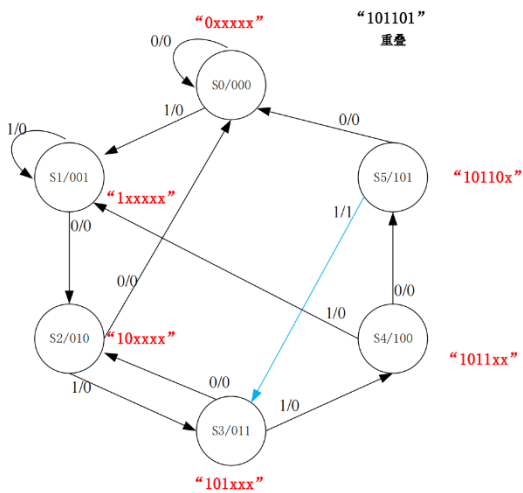 “0xxxxx”
“101101”
重叠
0/0
S0/000
1/0
0/0
1/0
S1/001
“1xxxxx”
S5/101
“10110x”
1/1
0/0
0/0
1/0
0/0
S2/010
“10xxxx”
S4/100
“1011xx”
1/0
0/0
1/0
S3/011
“101xxx”